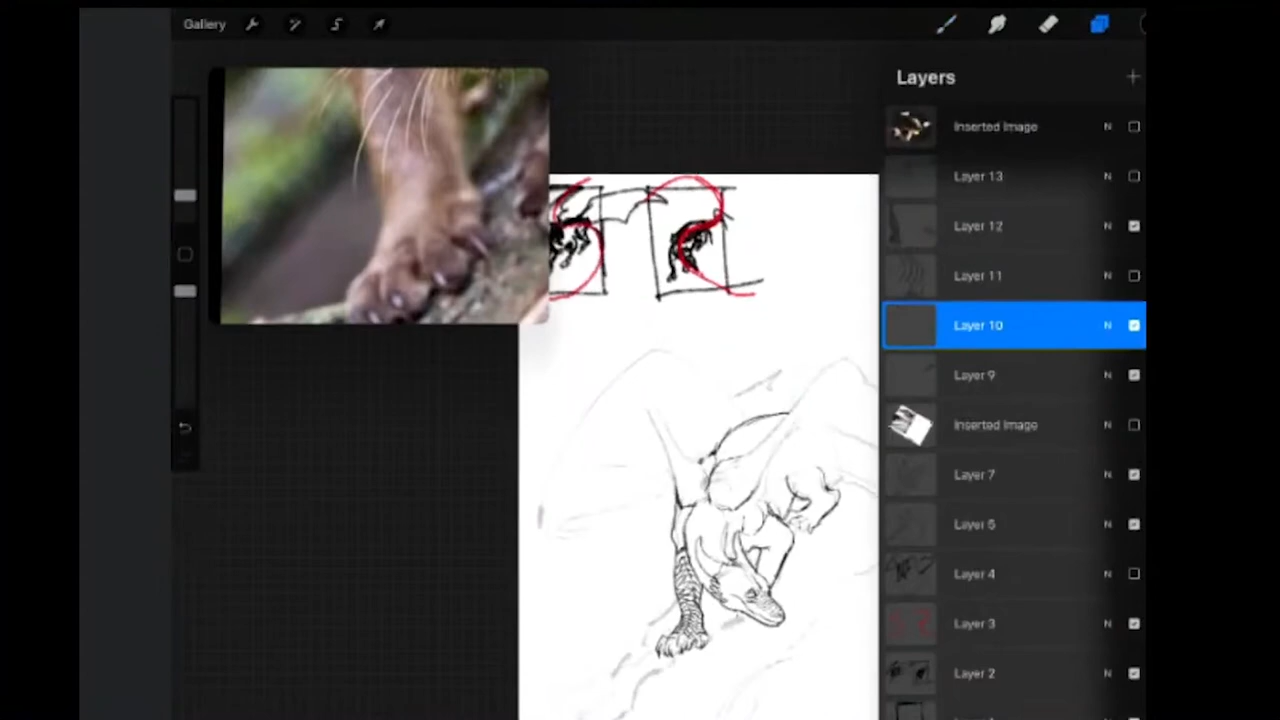 Gallery
Layers
Inserted Image N
Layer 13 N
Layer 12 N
Layer 11 N
Layer 10 N
Layer 9 N
Inserted Image N
Layer 7 N
Layer 5 N
Layer 4 N
Layer 3 N
Layer 2 N